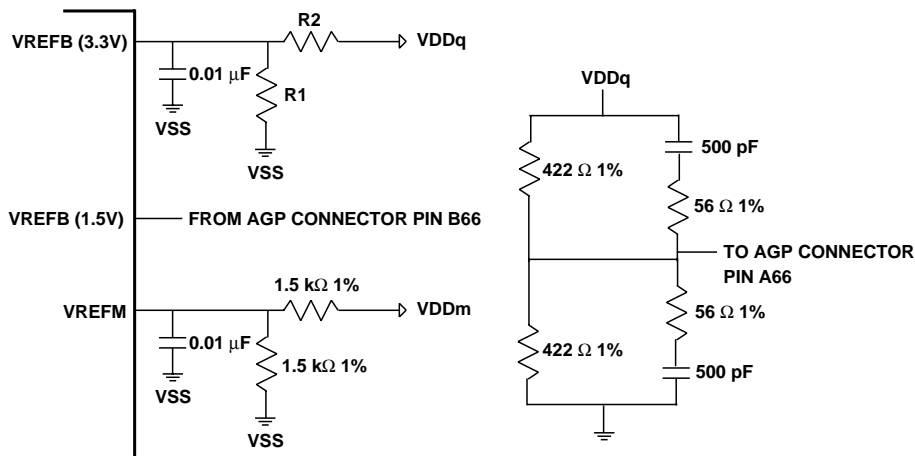 R2
VREFB (3.3V)
VDDq
0.01 μF
R1
VSS
VSS
VREFB (1.5V)
FROM AGP CONNECTOR PIN B66
1.5 kΩ 1%
VREFM
VDDm
0.01 μF
1.5 kΩ 1%
VSS
VSS
VDDq
500 pF
422 Ω 1%
56 Ω 1%
TO AGP CONNECTOR
PIN A66
56 Ω 1%
422 Ω 1%
500 pF